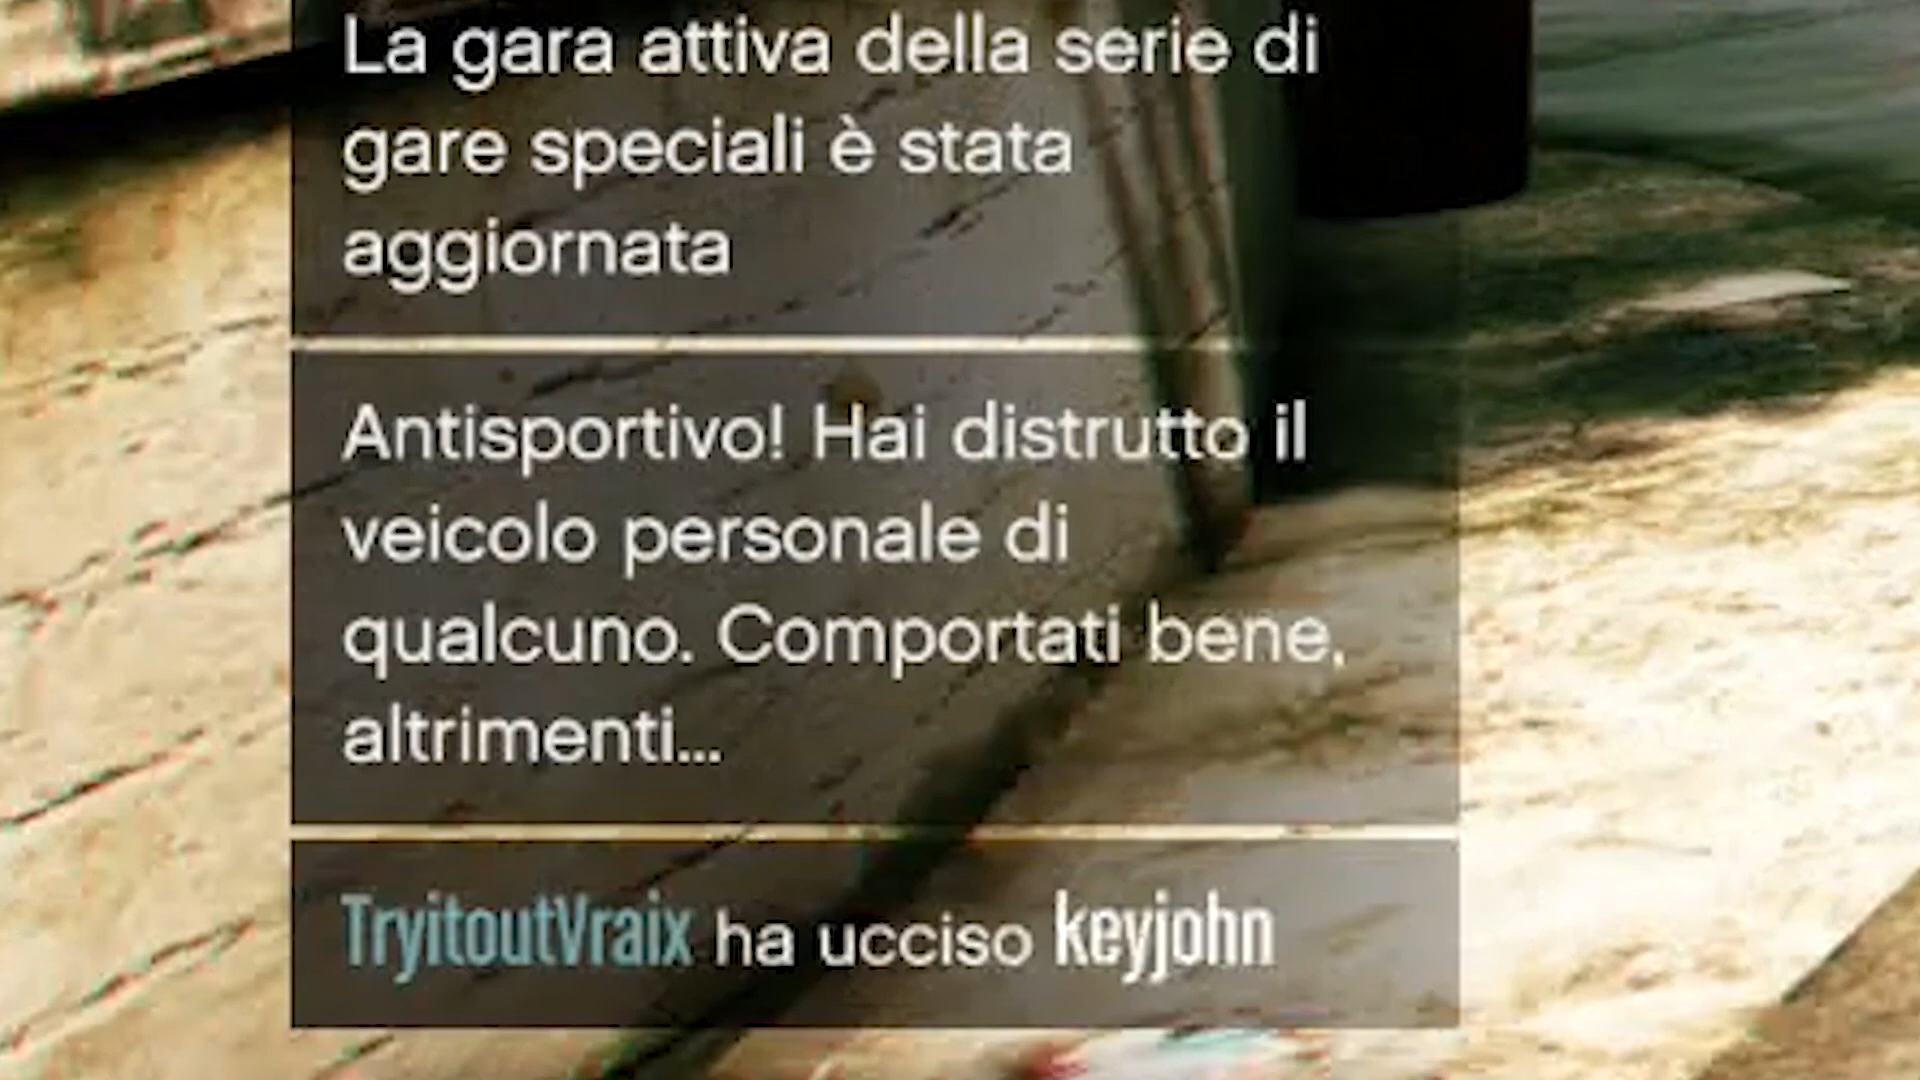 La gara attiva della serie di
gare speciali è stata
aggiornata
Antisportivo! Hai distrutto il
veicolo personale di
qualcuno. Comportati bene,
altrimenti...
TryitoutVraix ha ucciso keyjohn